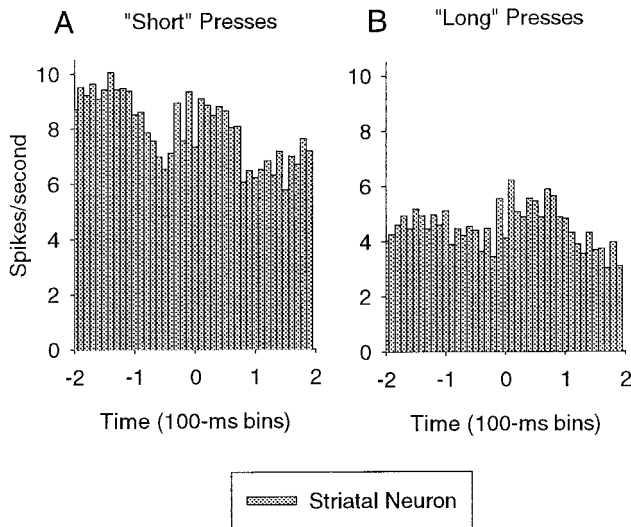 A "Short" Presses
B "Long" Presses
Spikes/second
10
8
6
4
2
0
-2 -1 0 1 2
Time (100-ms bins)
10
8
6
4
2
0
-2 -1 0 1 2
Time (100-ms bins)
Striatal Neuron